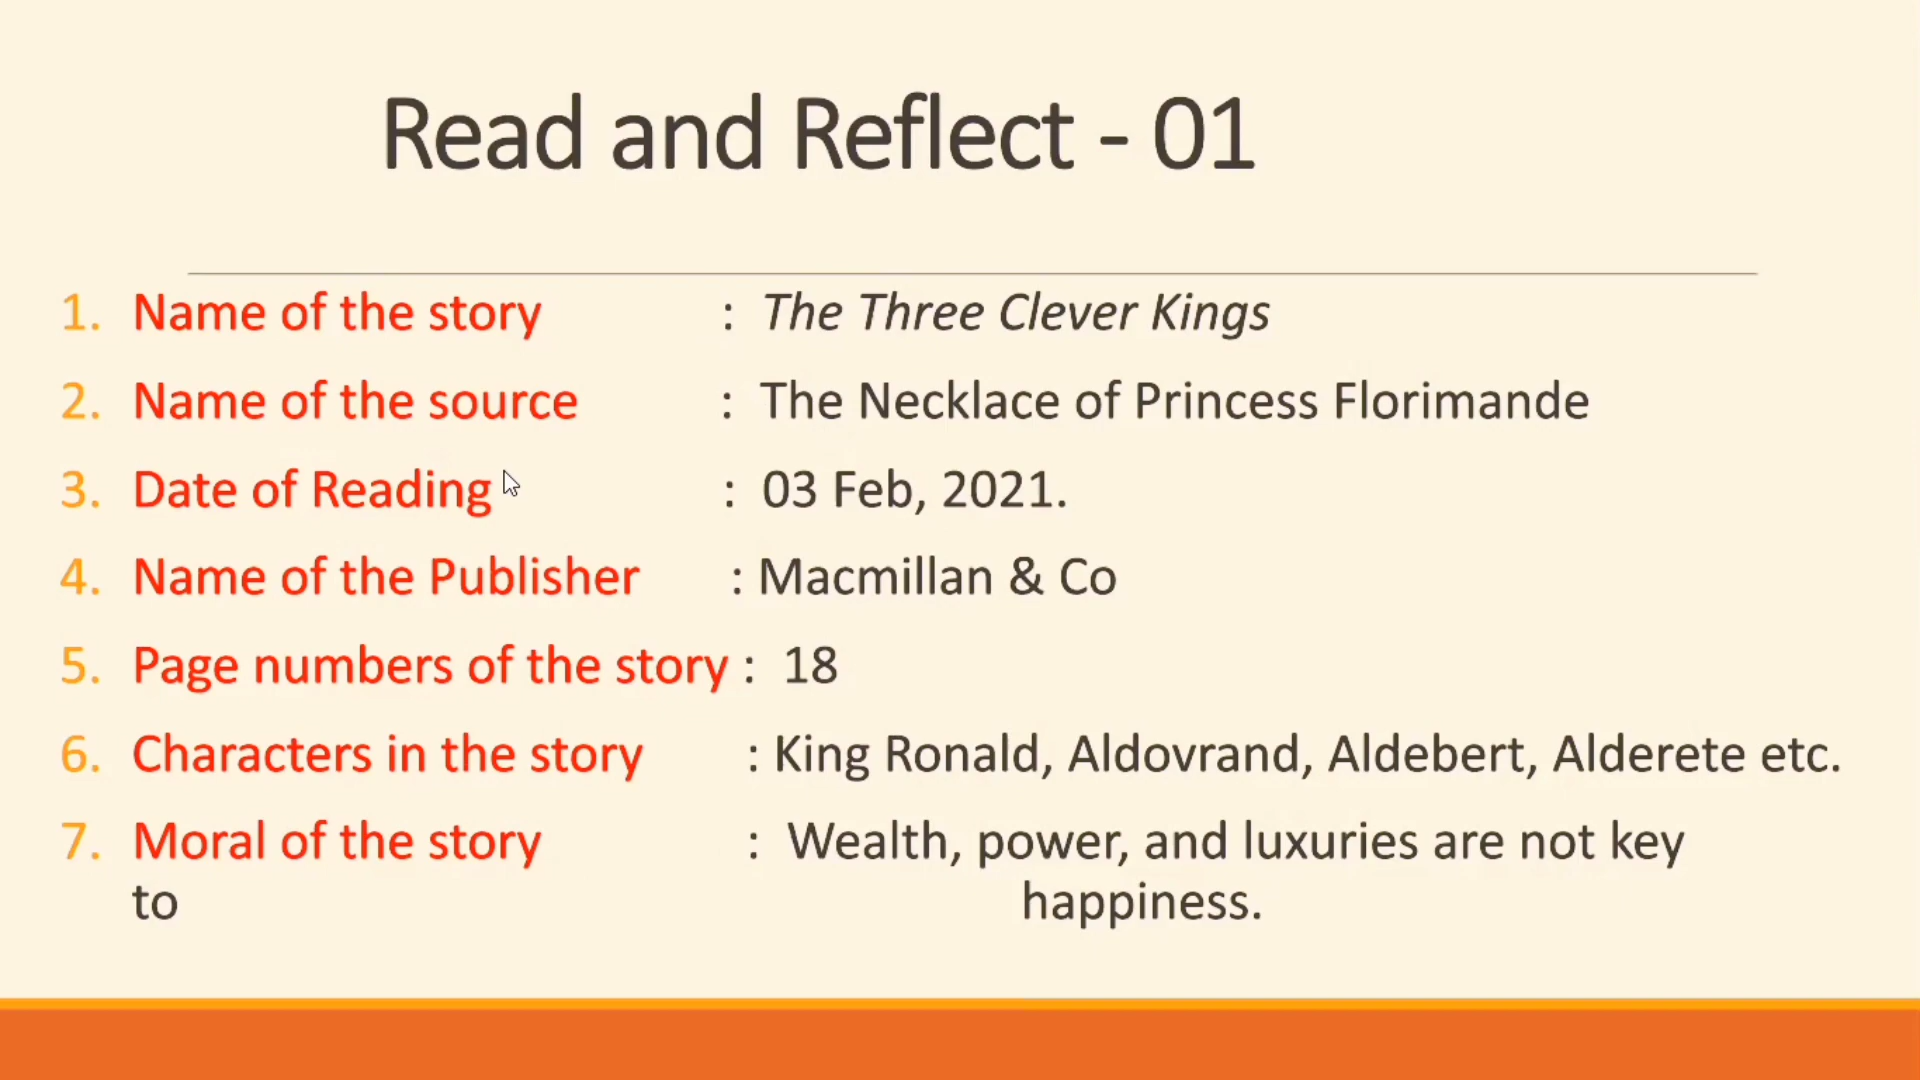 Read and Reflect - 01
1. Name of the story : The Three Clever Kings
2. Name of the source : The Necklace of Princess Florimande
3. Date of Reading : 03 Feb, 2021.
4. Name of the Publisher : Macmillan & Co
5. Page numbers of the story : 18
6. Characters in the story : King Ronald, Aldovrand, Aldebert, Alderete etc.
7. Moral of the story : Wealth, power, and luxuries are not key
to happiness.